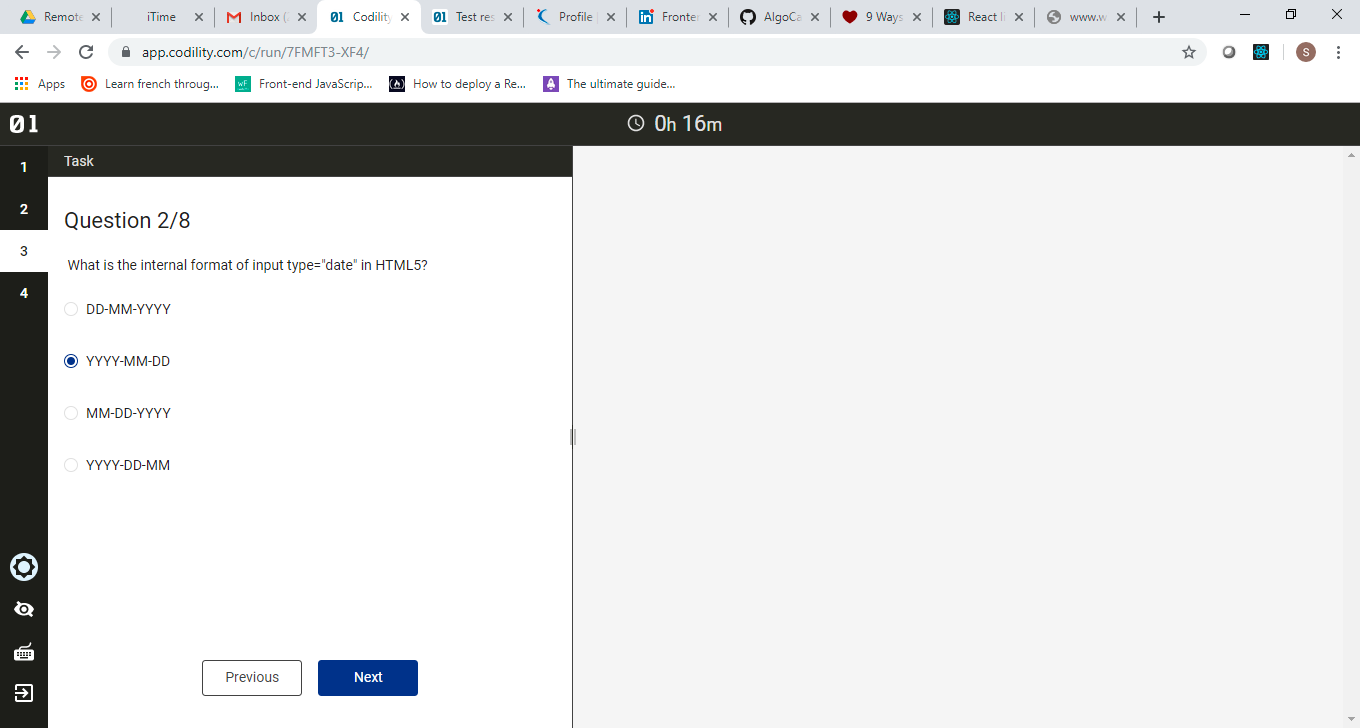 Remote iTime Inbox (2 Codility Test res Profile Fronter AlgoCa 9 Ways React li www.w
app.codility.com/c/run/7FMFT3-XF4/
S
Apps Learn french throug... Front-end JavaScrip... How to deploy a Re... The ultimate guide...
01 0h 16m
1
2
3
4
Task
Question 2/8
What is the internal format of input type="date" in HTML5?
DD-MM-YYYY
YYYY-MM-DD
MM-DD-YYYY
YYYY-DD-MM
Previous Next